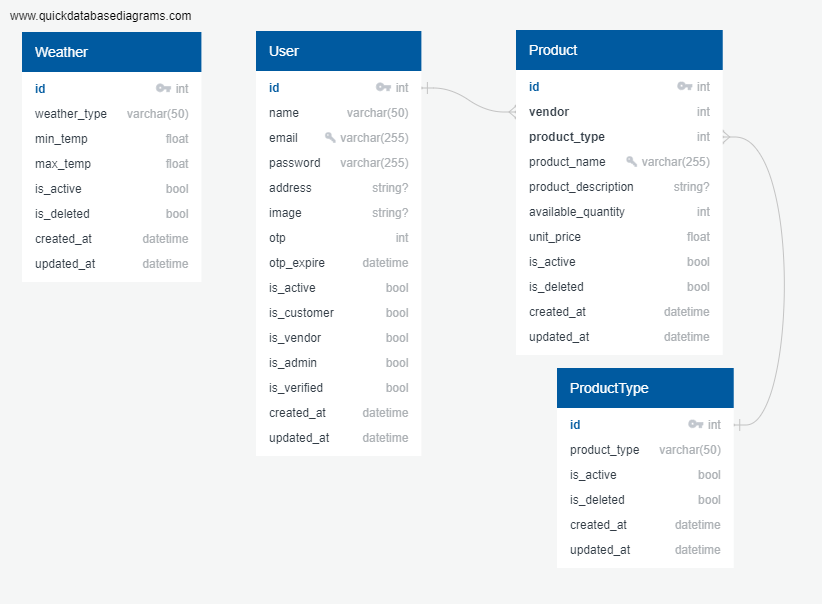 www.quickdatabasediagrams.com
Weather
id int
weather_type varchar(50)
min_temp float
max_temp float
is_active bool
is_deleted bool
created_at datetime
updated_at datetime
User
id int
name varchar(50)
email varchar(255)
password varchar(255)
address string?
image string?
otp int
otp_expire datetime
is_active bool
is_customer bool
is_vendor bool
is_admin bool
is_verified bool
created_at datetime
updated_at datetime
Product
id int
vendor int
product_type int
product_name varchar(255)
product_description string?
available_quantity int
unit_price float
is_active bool
is_deleted bool
created_at datetime
updated_at datetime
ProductType
id int
product_type varchar(50)
is_active bool
is_deleted bool
created_at datetime
updated_at datetime